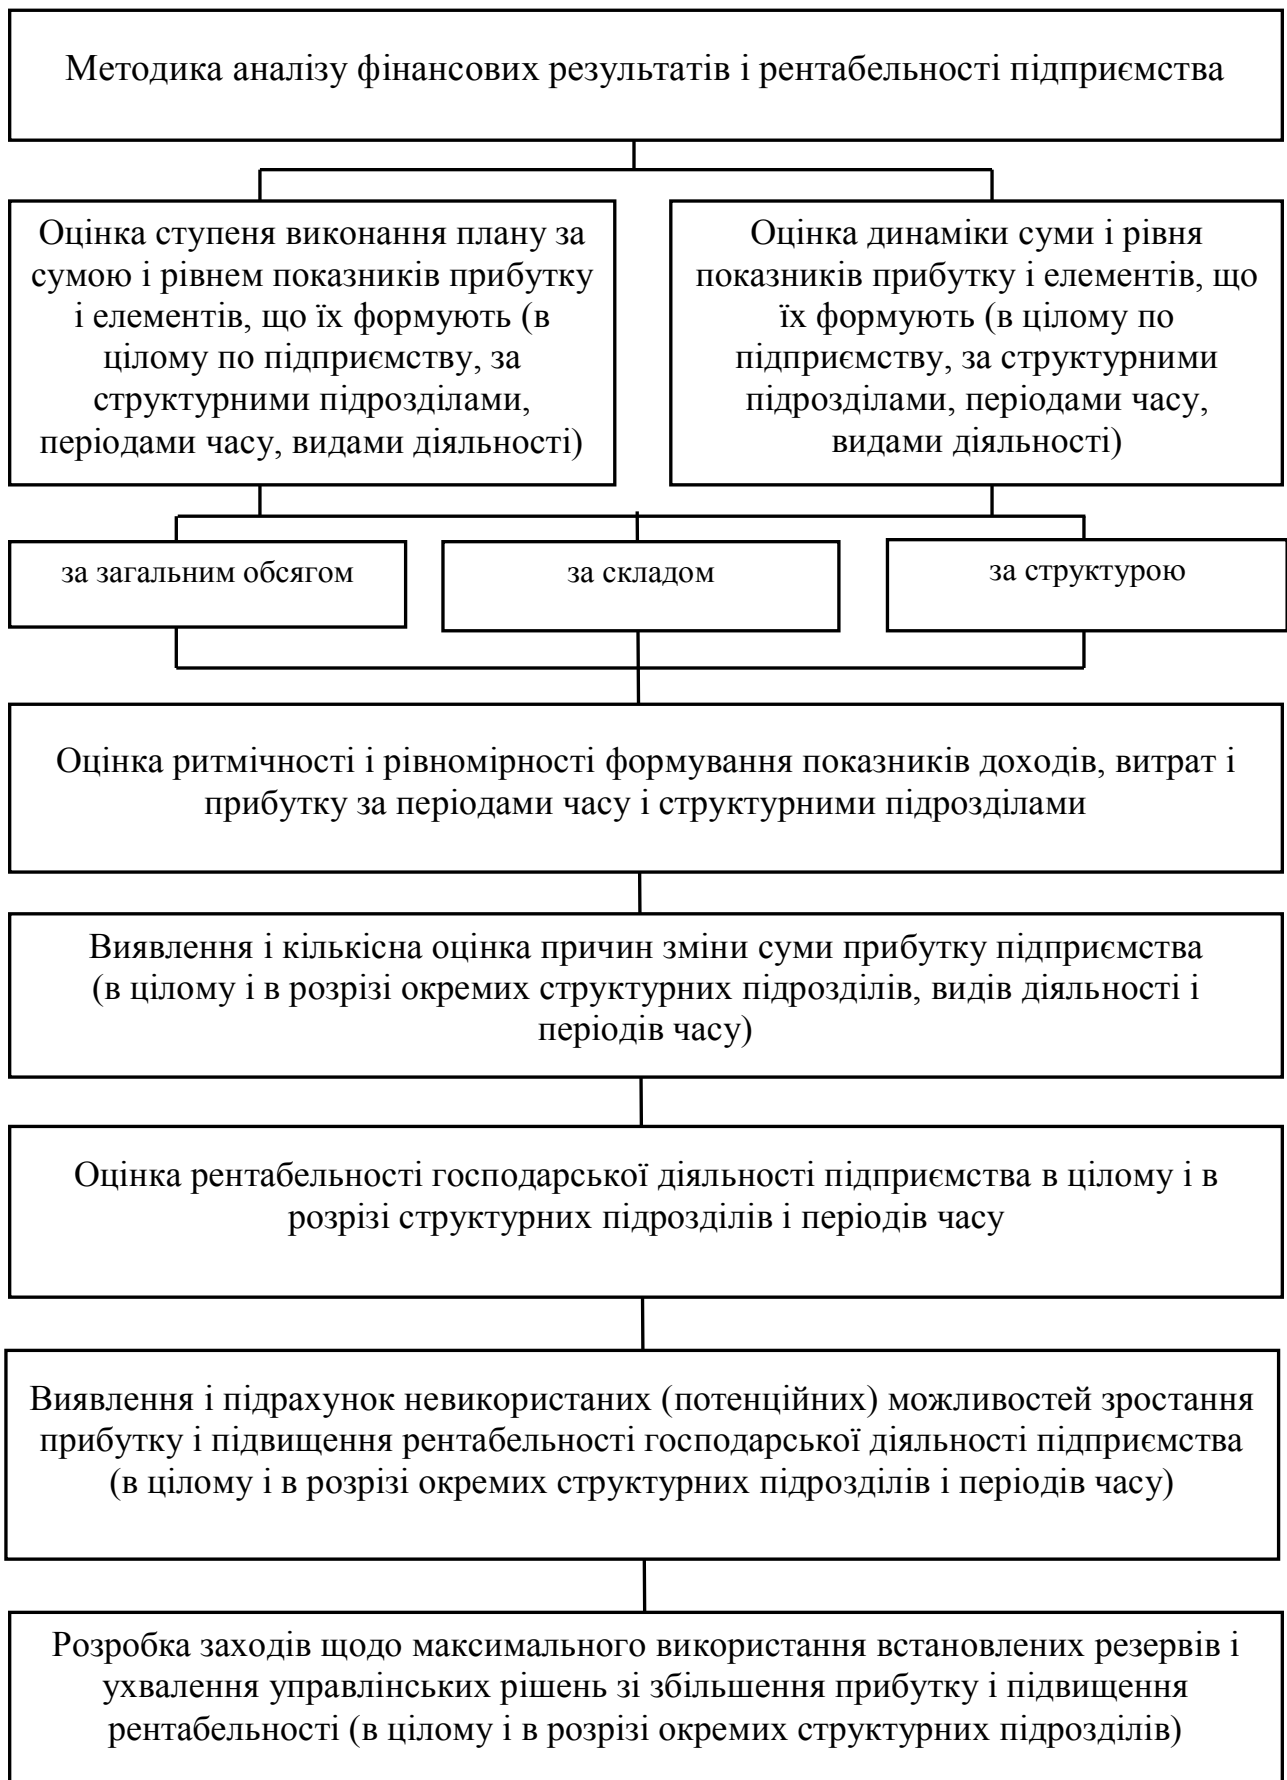 Методика аналізу фінансових результатів і рентабельності підприємства
Оцінка ступеня виконання плану за
сумою і рівнем показників прибутку
і елементів, що їх формують (в
цілому по підприємству, за
структурними підрозділами,
періодами часу, видами діяльності)
Оцінка динаміки суми і рівня
показників прибутку і елементів, що
їх формують (в цілому по
підприємству, за структурними
підрозділами, періодами часу,
видами діяльності)
за загальним обсягом
за складом
за структурою
Оцінка ритмічності і рівномірності формування показників доходів, витрат і
прибутку за періодами часу і структурними підрозділами
Виявлення і кількісна оцінка причин зміни суми прибутку підприємства
(в цілому і в розрізі окремих структурних підрозділів, видів діяльності і
періодів часу)
Оцінка рентабельності господарської діяльності підприємства в цілому і в
розрізі структурних підрозділів і періодів часу
Виявлення і підрахунок невикористаних (потенційних) можливостей зростання
прибутку і підвищення рентабельності господарської діяльності підприємства
(в цілому і в розрізі окремих структурних підрозділів і періодів часу)
Розробка заходів щодо максимального використання встановлених резервів і
ухвалення управлінських рішень зі збільшення прибутку і підвищення
рентабельності (в цілому і в розрізі окремих структурних підрозділів)